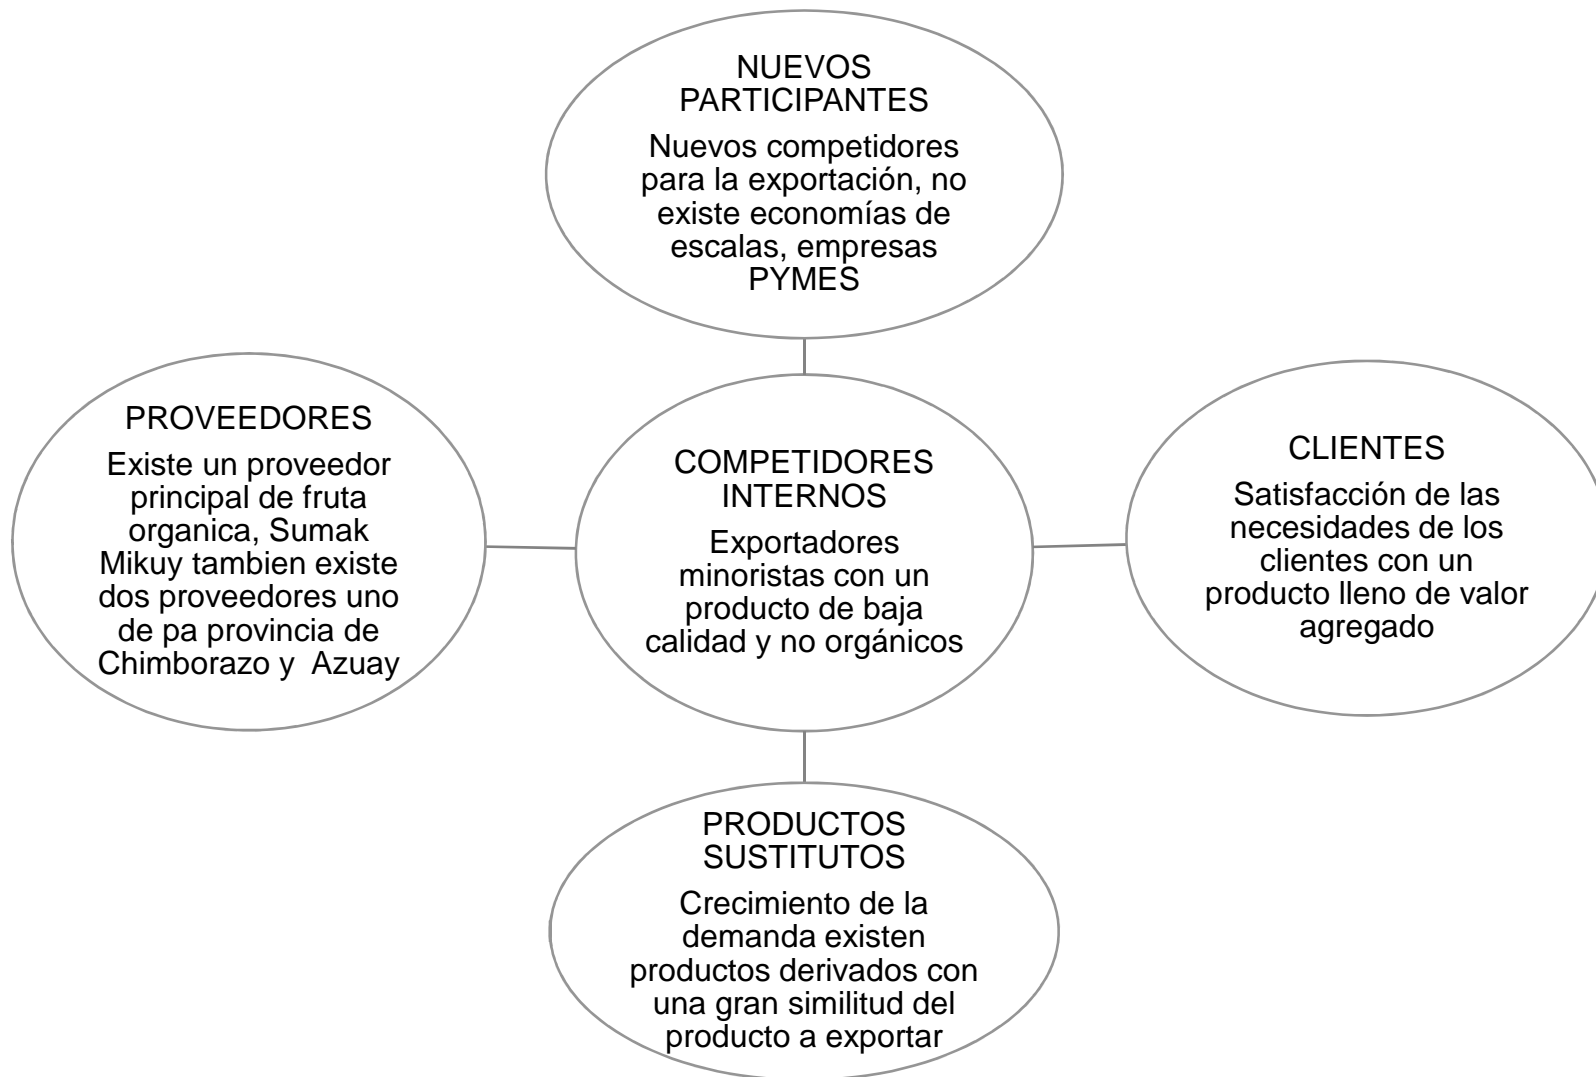 NUEVOS
PARTICIPANTES
Nuevos competidores
para la exportación, no
existe economías de
escalas, empresas
PYMES
PROVEEDORES
Existe un proveedor
principal de fruta
organica, Sumak
Mikuy tambien existe
dos proveedores uno
de pa provincia de
Chimborazo y  Azuay
COMPETIDORES
INTERNOS
Exportadores
minoristas con un
producto de baja
calidad y no orgánicos
CLIENTES
Satisfacción de las
necesidades de los
clientes con un
producto lleno de valor
agregado
PRODUCTOS
SUSTITUTOS
Crecimiento de la
demanda existen
productos derivados con
una gran similitud del
producto a exportar